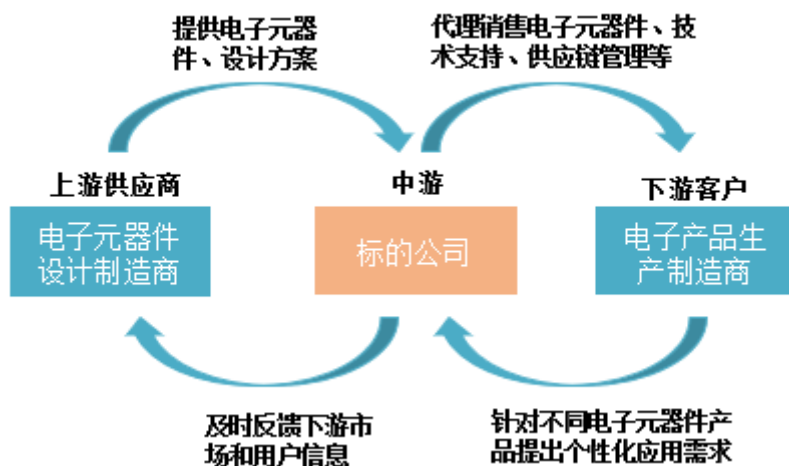 提供电子元器
件、设计方案
代理销售电子元器件、技
术支持、供应链管理等
上游供应商
中游
下游客户
电子元器件
设计制造商
标的公司
电子产品生
产制造商
及时反馈下游市
场和用户信息
针对不同电子元器件产
品提出个性化应用需求